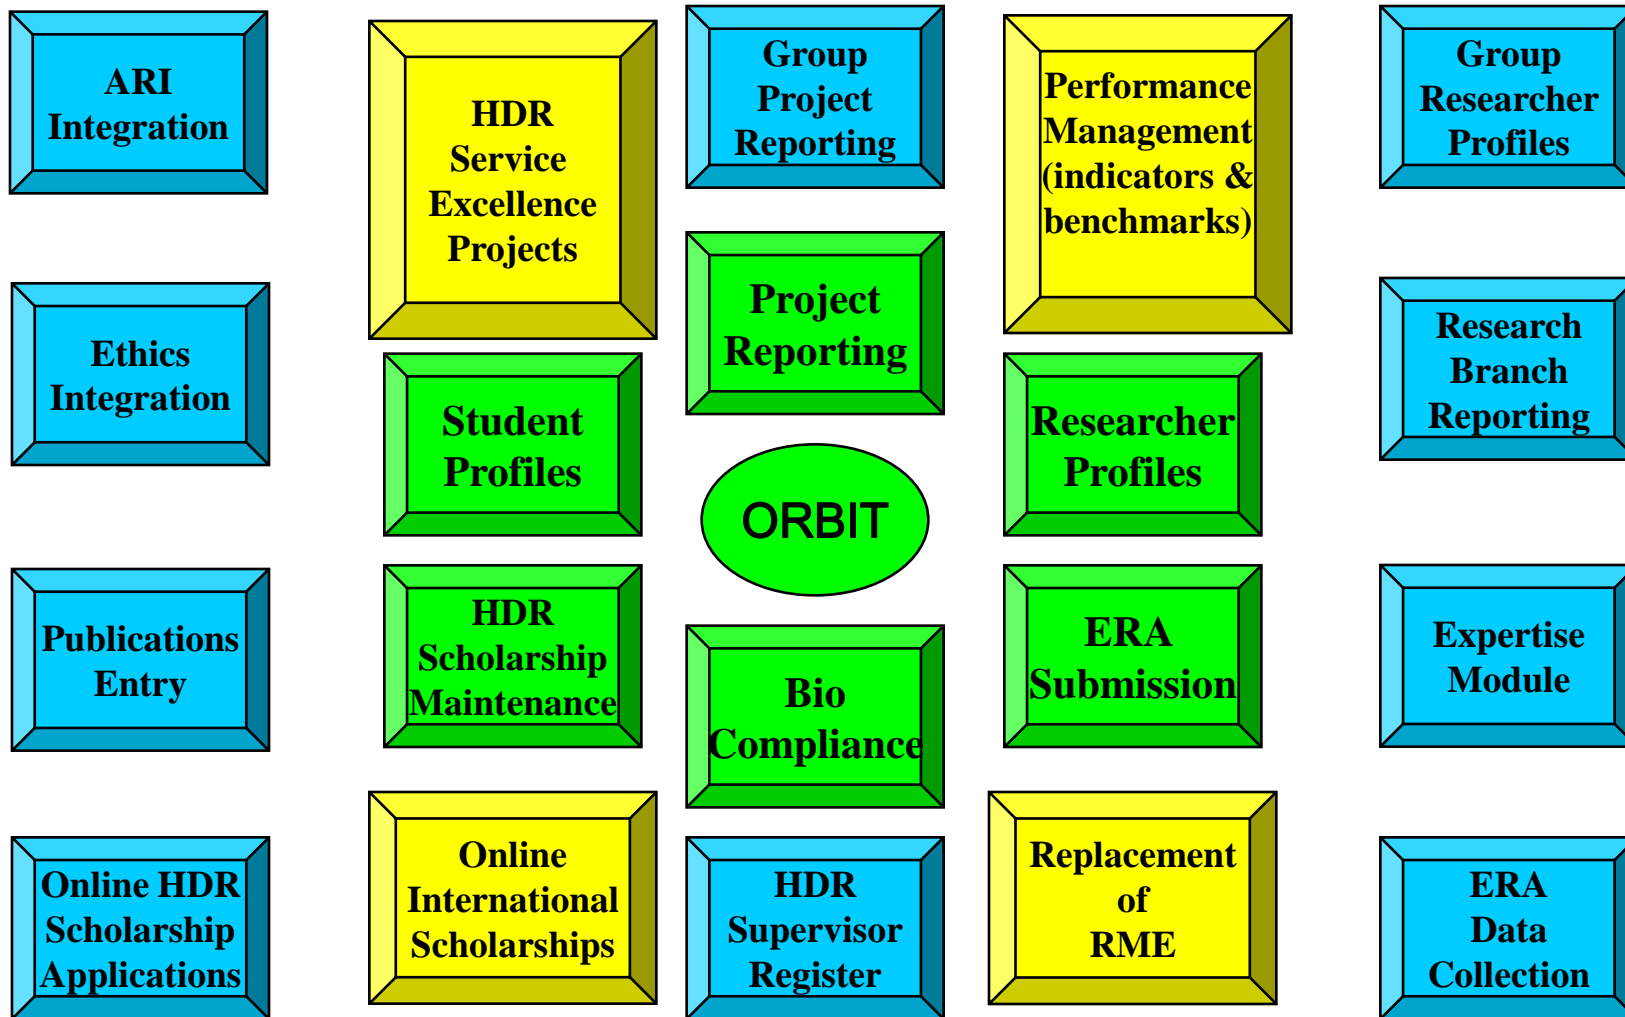 ARI
Integration
HDR
Service
Excellence
Projects
Group
Project
Reporting
Performance
Management
(indicators &
benchmarks)
Group
Researcher
Profiles
Ethics
Integration
Student
Profiles
Project
Reporting
Researcher
Profiles
Research
Branch
Reporting
ORBIT
Publications
Entry
HDR
Scholarship
Maintenance
Bio
Compliance
ERA
Submission
Expertise
Module
Online HDR
Scholarship
Applications
Online
International
Scholarships
HDR
Supervisor
Register
Replacement
of
RME
ERA
Data
Collection